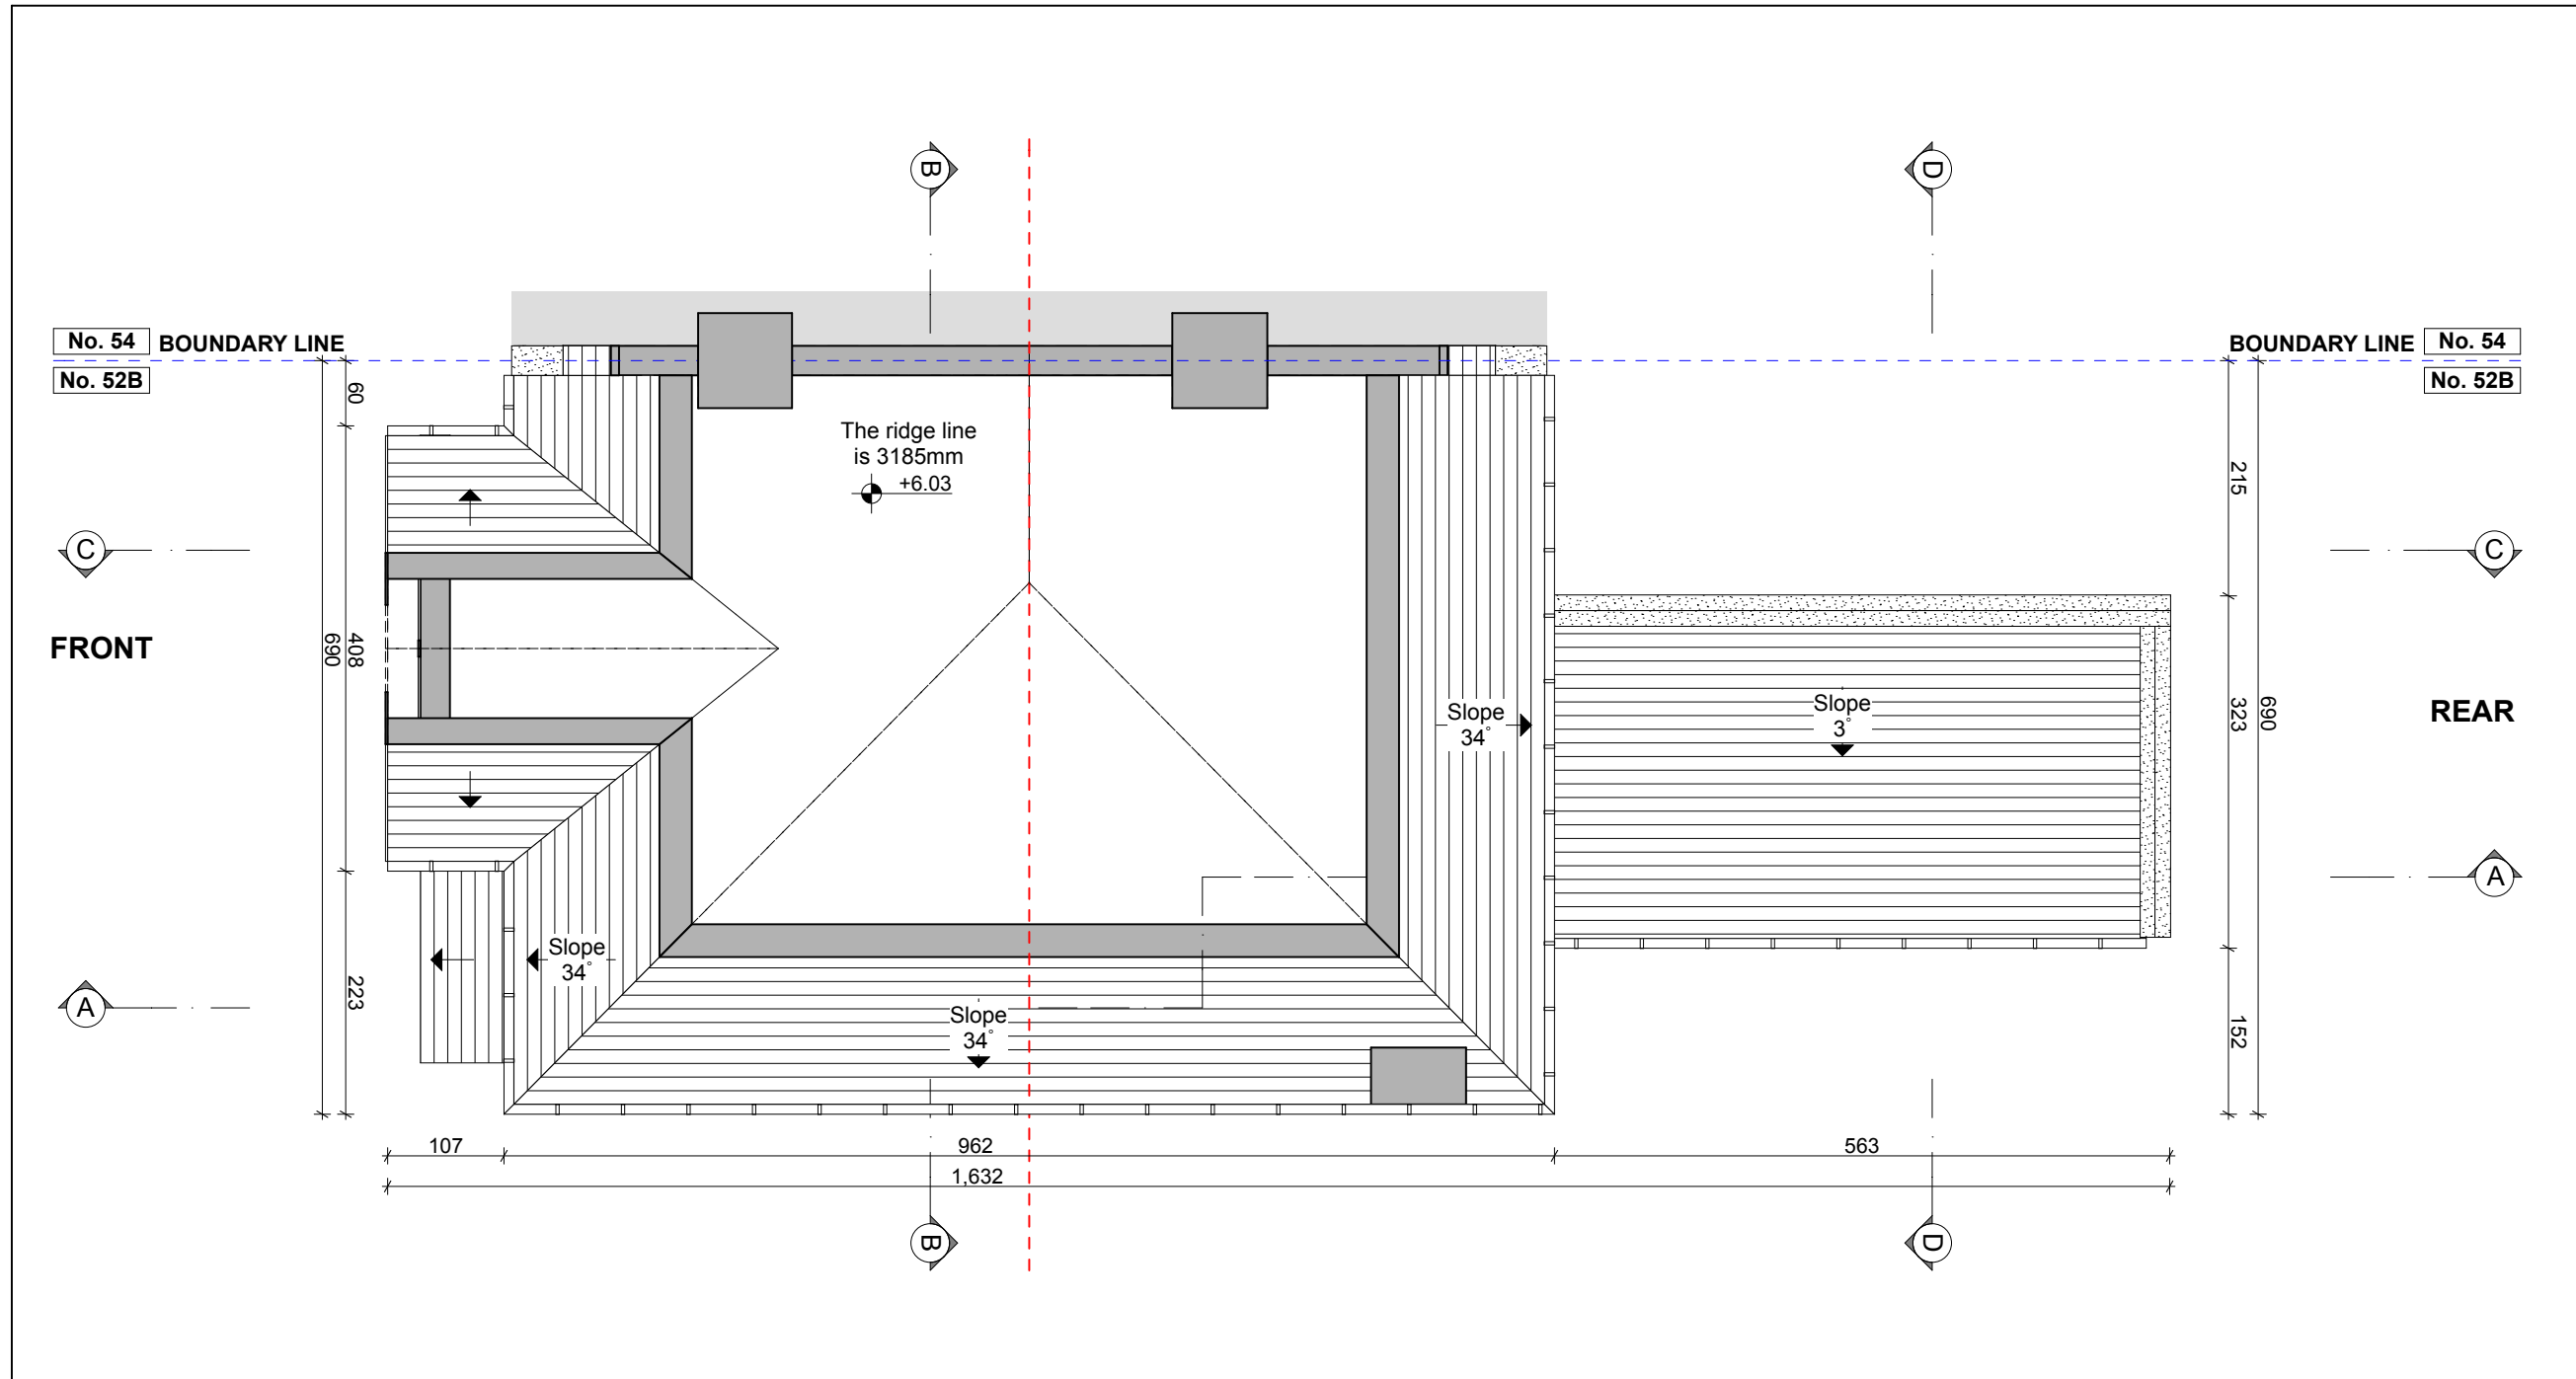 B
D
No. 54
BOUNDARY LINE
No. 52B
BOUNDARY LINE
No. 54
No. 52B
60
The ridge line
is 3185mm
+6.03
215
C
C
FRONT
408
690
Slope
34°
Slope
3°
323
690
REAR
A
Slope
34°
223
A
Slope
34°
152
107
962
563
1,632
B
D